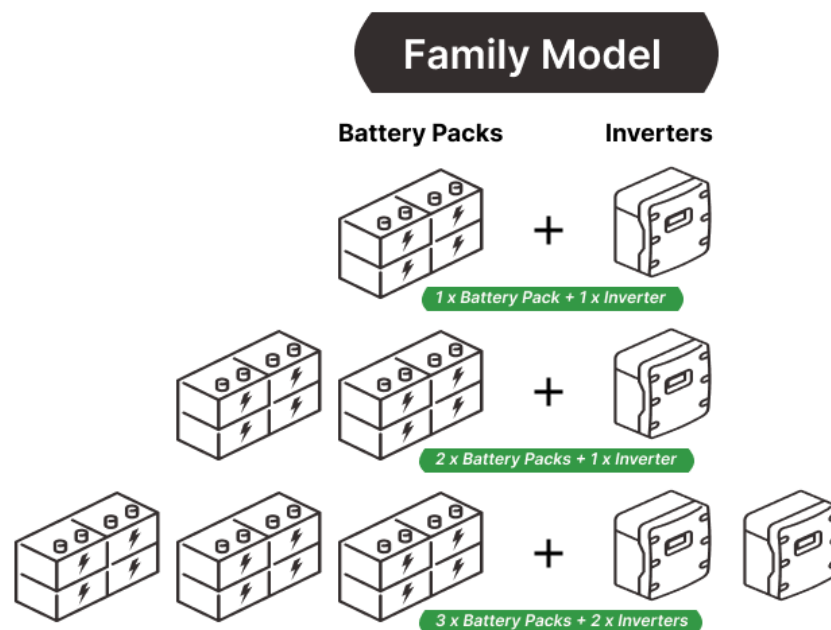 Family Model
Battery Packs Inverters
1 x Battery Pack + 1 x Inverter
2 x Battery Packs + 1 x Inverter
3 x Battery Packs + 2 x Inverters